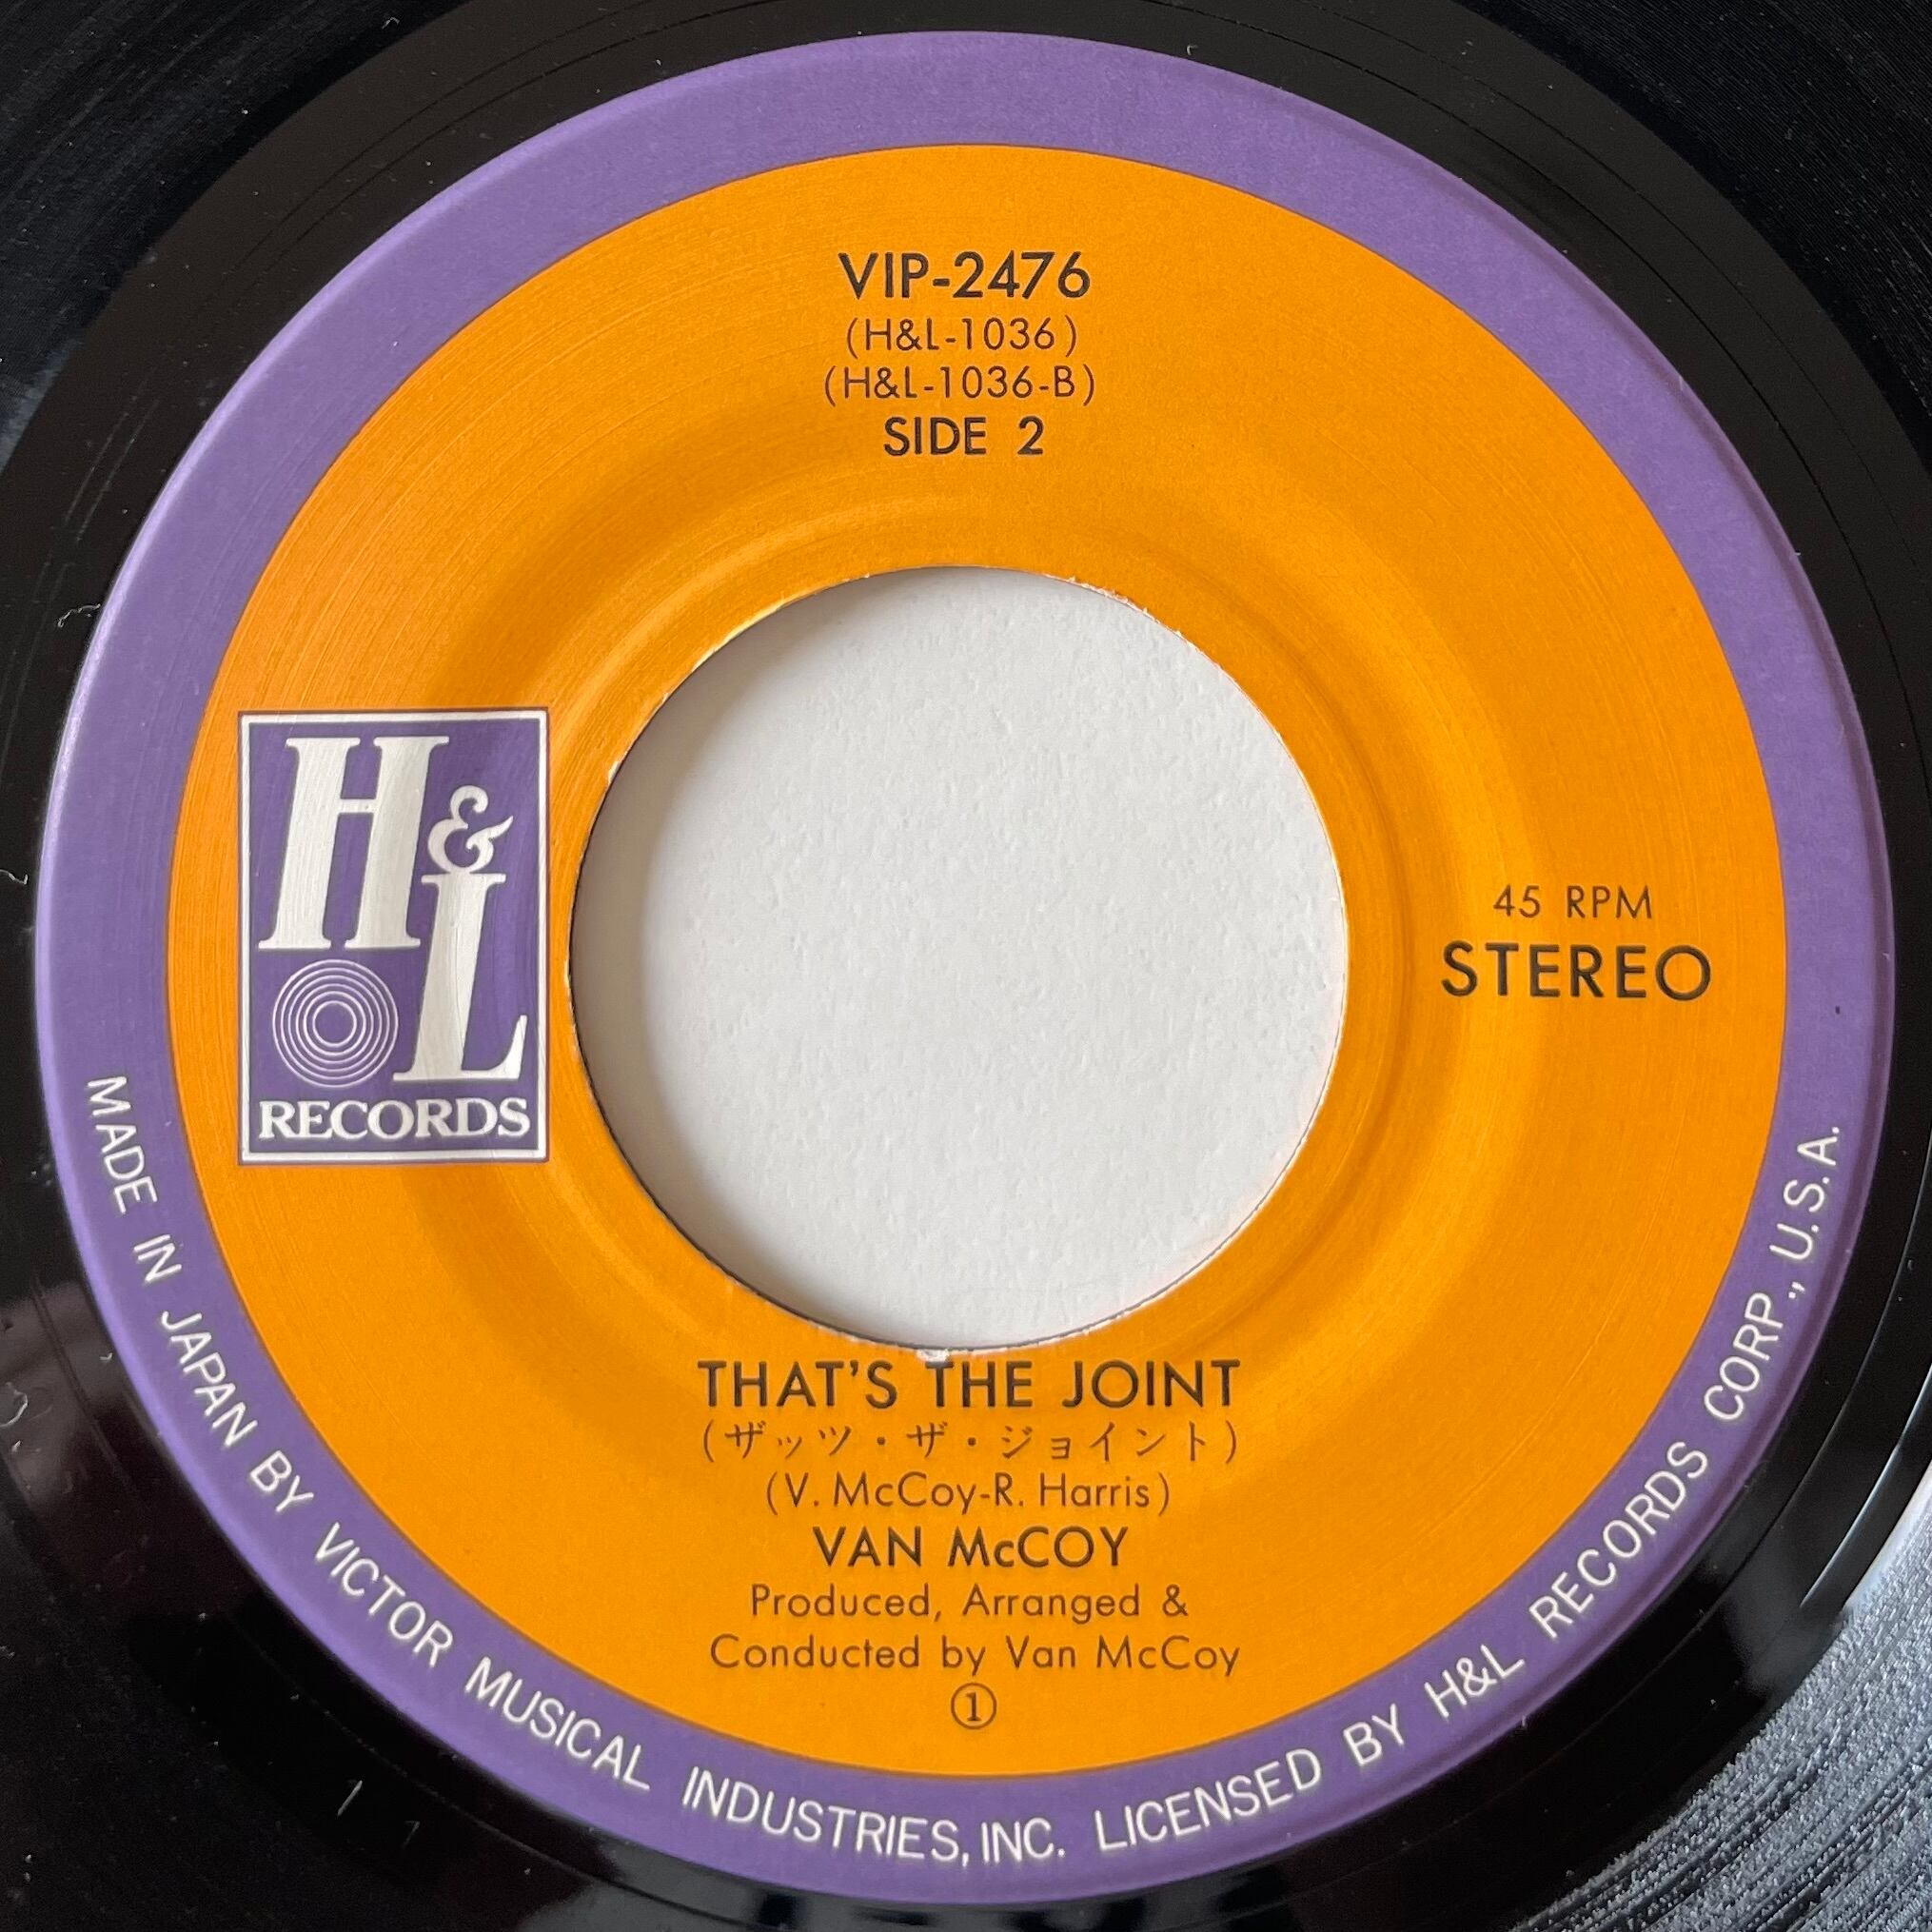 VIP-2476
(H&L-1036)
(H&L-1036-B)
SIDE 2
H&L
RECORDS
45 RPM
STEREO
THAT'S THE JOINT
(ザッツ・ザ・ジョイント)
(V. McCoy-R. Harris)
VAN McCOY
Produced, Arranged &
Conducted by Van McCoy
①
MADE IN JAPAN BY VICTOR MUSICAL INDUSTRIES, INC. LICENSED BY H&L RECORDS CORP., U.S.A.